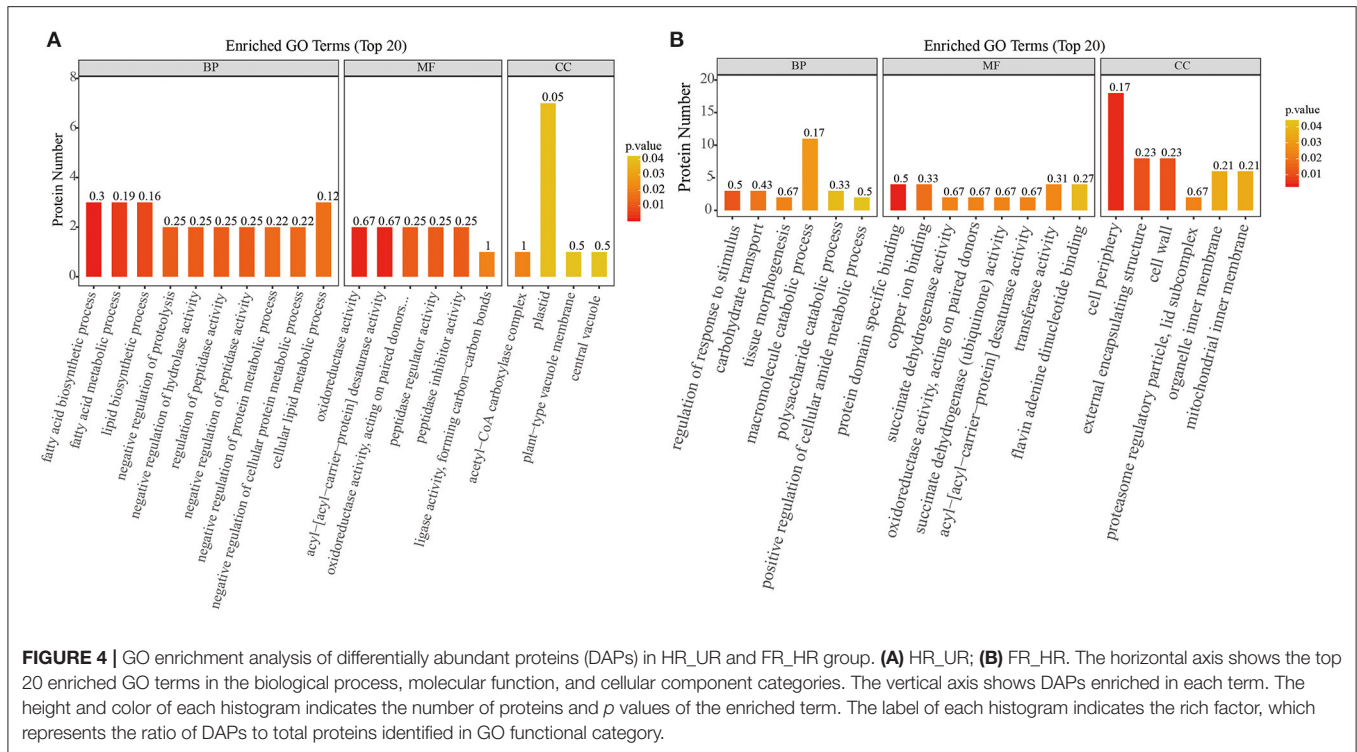 A
Enriched GO Terms (Top 20)
BP
MF
CC
Protein Number
8
6
4
2
0
0.3
0.19
0.16
0.25
0.25
0.25
0.25
0.22
0.22
0.12
0.67
0.67
0.25
0.25
0.25
1
1
0.05
0.5
0.5
fatty acid biosynthetic process
fatty acid metabolic process
lipid biosynthetic process
negative regulation of proteolysis
negative regulation of hydrolase activity
regulation of peptidase activity
negative regulation of peptidase activity
negative regulation of protein metabolic process
negative regulation of cellular protein metabolic process
cellular lipid metabolic process
oxidoreductase activity
acyl−[acyl−carrier−protein] desaturase activity
oxidoreductase activity, acting on paired donors...
peptidase regulator activity
peptidase inhibitor activity
ligase activity, forming carbon−carbon bonds
acetyl−CoA carboxylase complex
plastid
plant−type vacuole membrane
central vacuole
p.value
0.04
0.03
0.02
0.01
B
Enriched GO Terms (Top 20)
BP
MF
CC
Protein Number
20
15
10
5
0
0.5
0.43
0.67
0.17
0.33
0.5
0.5
0.33
0.67
0.67
0.67
0.67
0.31
0.27
0.17
0.23
0.23
0.67
0.21
0.21
regulation of response to stimulus
carbohydrate transport
tissue morphogenesis
macromolecule catabolic process
polysaccharide catabolic process
positive regulation of cellular amide metabolic process
protein domain specific binding
copper ion binding
succinate dehydrogenase activity
oxidoreductase activity, acting on paired donors
succinate dehydrogenase (ubiquinone) activity
acyl−[acyl−carrier−protein] desaturase activity
transferase activity
flavin adenine dinucleotide binding
cell periphery
external encapsulating structure
cell wall
proteasome regulatory particle, lid subcomplex
organelle inner membrane
mitochondrial inner membrane
p.value
0.04
0.03
0.02
0.01
FIGURE 4 | GO enrichment analysis of differentially abundant proteins (DAPs) in HR_UR and FR_HR group. (A) HR_UR; (B) FR_HR. The horizontal axis shows the top
20 enriched GO terms in the biological process, molecular function, and cellular component categories. The vertical axis shows DAPs enriched in each term. The
height and color of each histogram indicates the number of proteins and p values of the enriched term. The label of each histogram indicates the rich factor, which
represents the ratio of DAPs to total proteins identified in GO functional category.